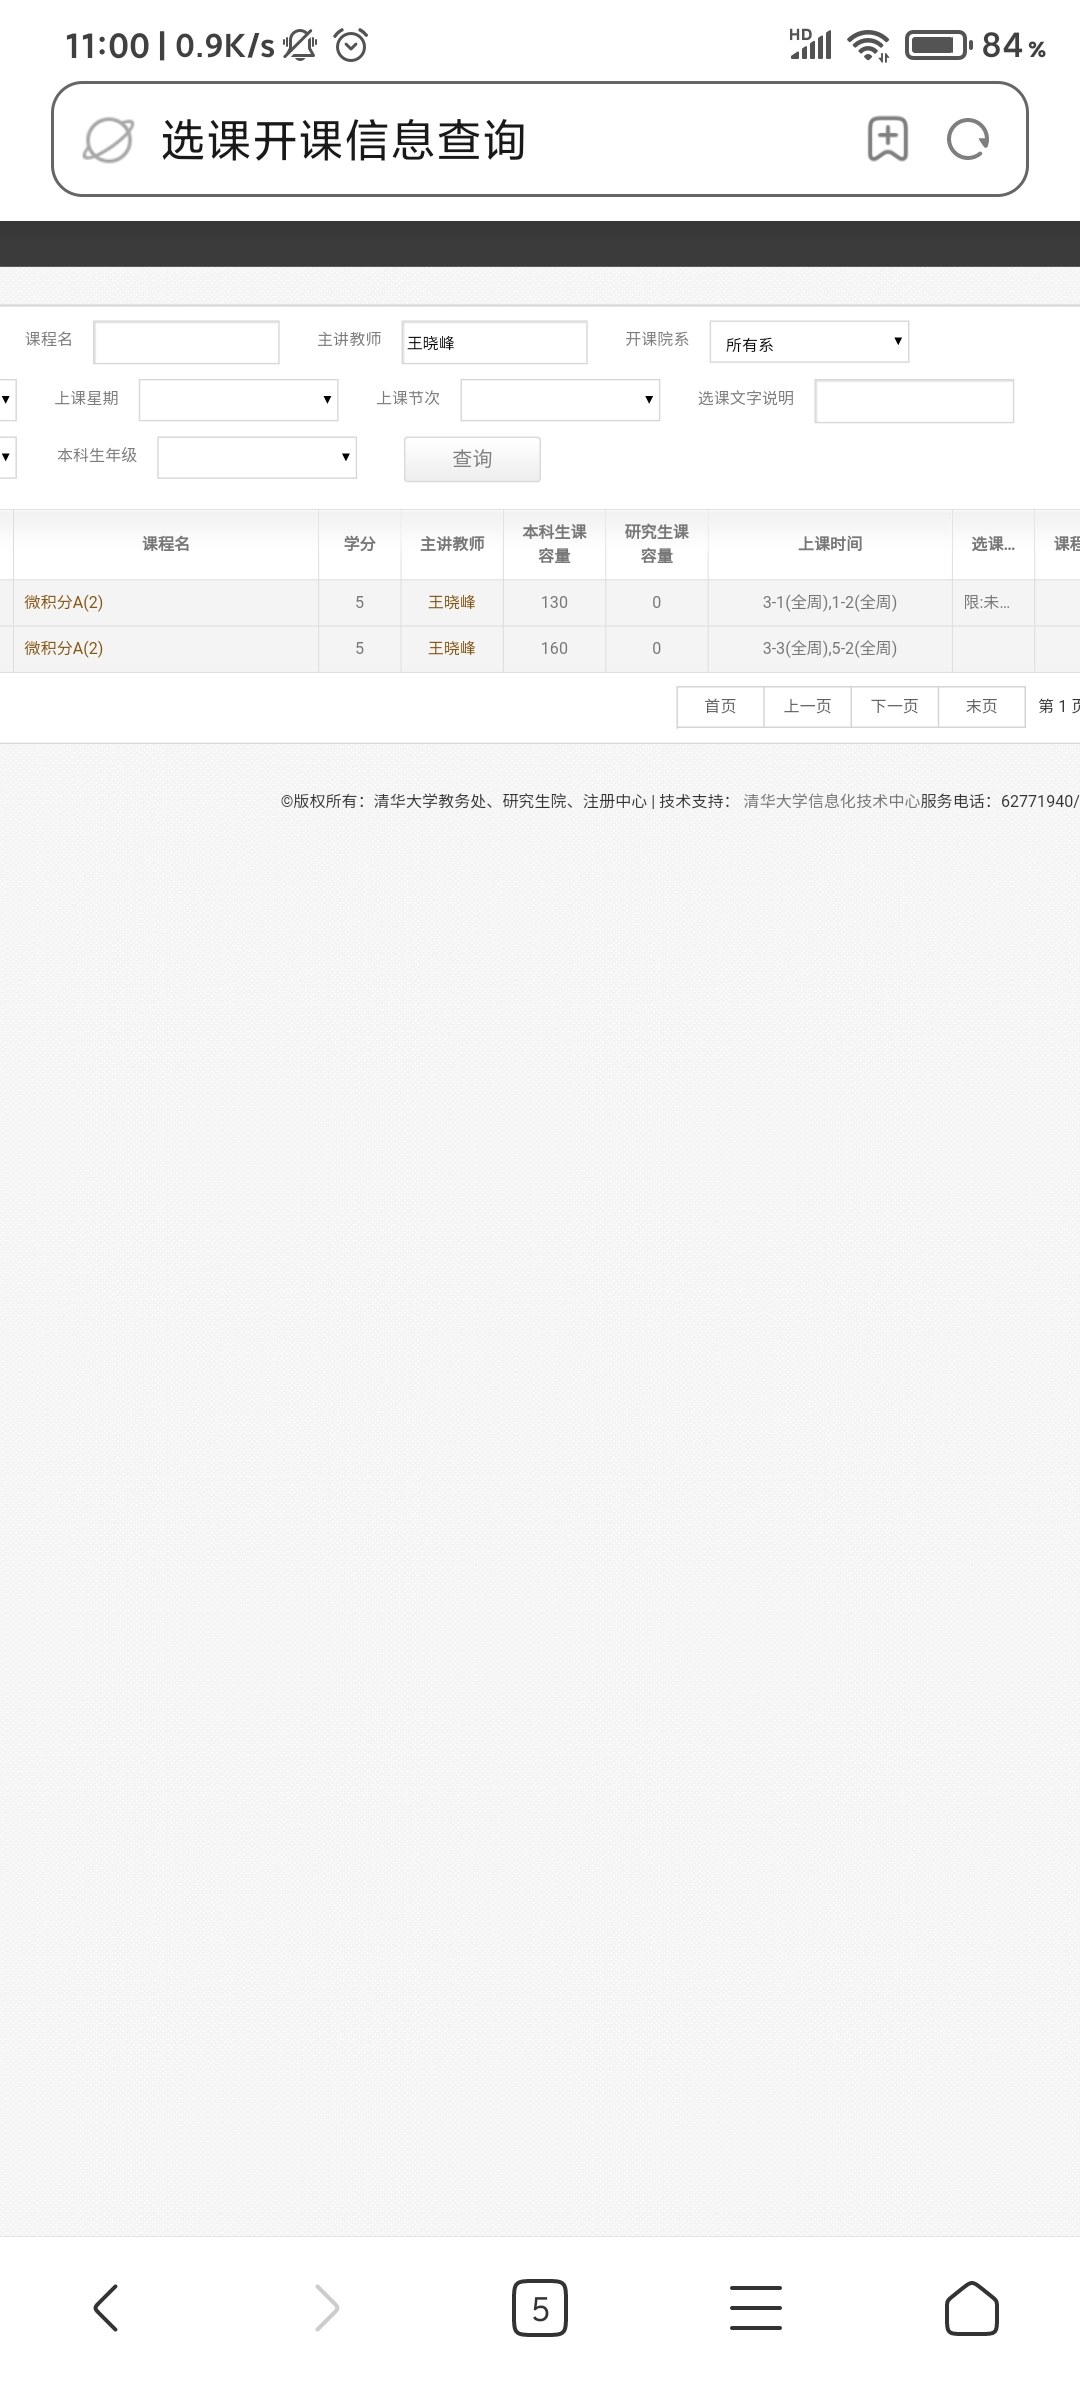 11:00 | 0.9K/s HD 84 %
选课开课信息查询
课程名 主讲教师 王晓峰 开课院系 所有系
上课星期 上课节次 选课文字说明
本科生年级 查询
课程名 学分 主讲教师 本科生课容量 研究生课容量 上课时间 选课... 课程
微积分A(2) 5 王晓峰 130 0 3-1(全周),1-2(全周) 限:未...
微积分A(2) 5 王晓峰 160 0 3-3(全周),5-2(全周)
首页 上一页 下一页 末页 第 1 页
©版权所有：清华大学教务处、研究生院、注册中心 | 技术支持： 清华大学信息化技术中心服务电话：62771940/
5